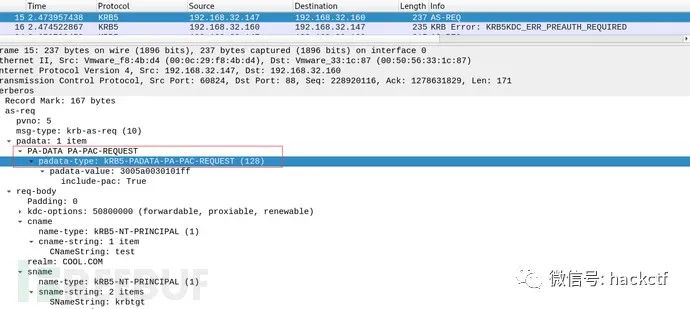 Time Protocol Source Destination Length Info
15 2.473957438 KRB5 192.168.32.147 192.168.32.160 237 AS-REQ
16 2.474522867 KRB5 192.168.32.160 192.168.32.147 235 KRB Error: KRB5KDC_ERR_PREAUTH_REQUIRED
rame 15: 237 bytes on wire (1896 bits), 237 bytes captured (1896 bits) on interface 0
thernet II, Src: Vmware_f8:4b:d4 (00:0c:29:f8:4b:d4), Dst: Vmware_33:1c:87 (00:50:56:33:1c:87)
nternet Protocol Version 4, Src: 192.168.32.147, Dst: 192.168.32.160
ransmission Control Protocol, Src Port: 60824, Dst Port: 88, Seq: 228920116, Ack: 1278631829, Len: 171
erberos
Record Mark: 167 bytes
as-req
pvno: 5
msg-type: krb-as-req (10)
padata: 1 item
PA-DATA PA-PAC-REQUEST
padata-type: kRB5-PADATA-PA-PAC-REQUEST (128)
padata-value: 3005a0030101ff
include-pac: True
req-body
Padding: 0
kdc-options: 50800000 (forwardable, proxiable, renewable)
cname
name-type: kRB5-NT-PRINCIPAL (1)
cname-string: 1 item
CNameString: test
realm: COOL.COM
sname
name-type: kRB5-NT-PRINCIPAL (1)
sname-string: 2 items
SNameString: krbtgt
REEBUF
微信号: hackctf